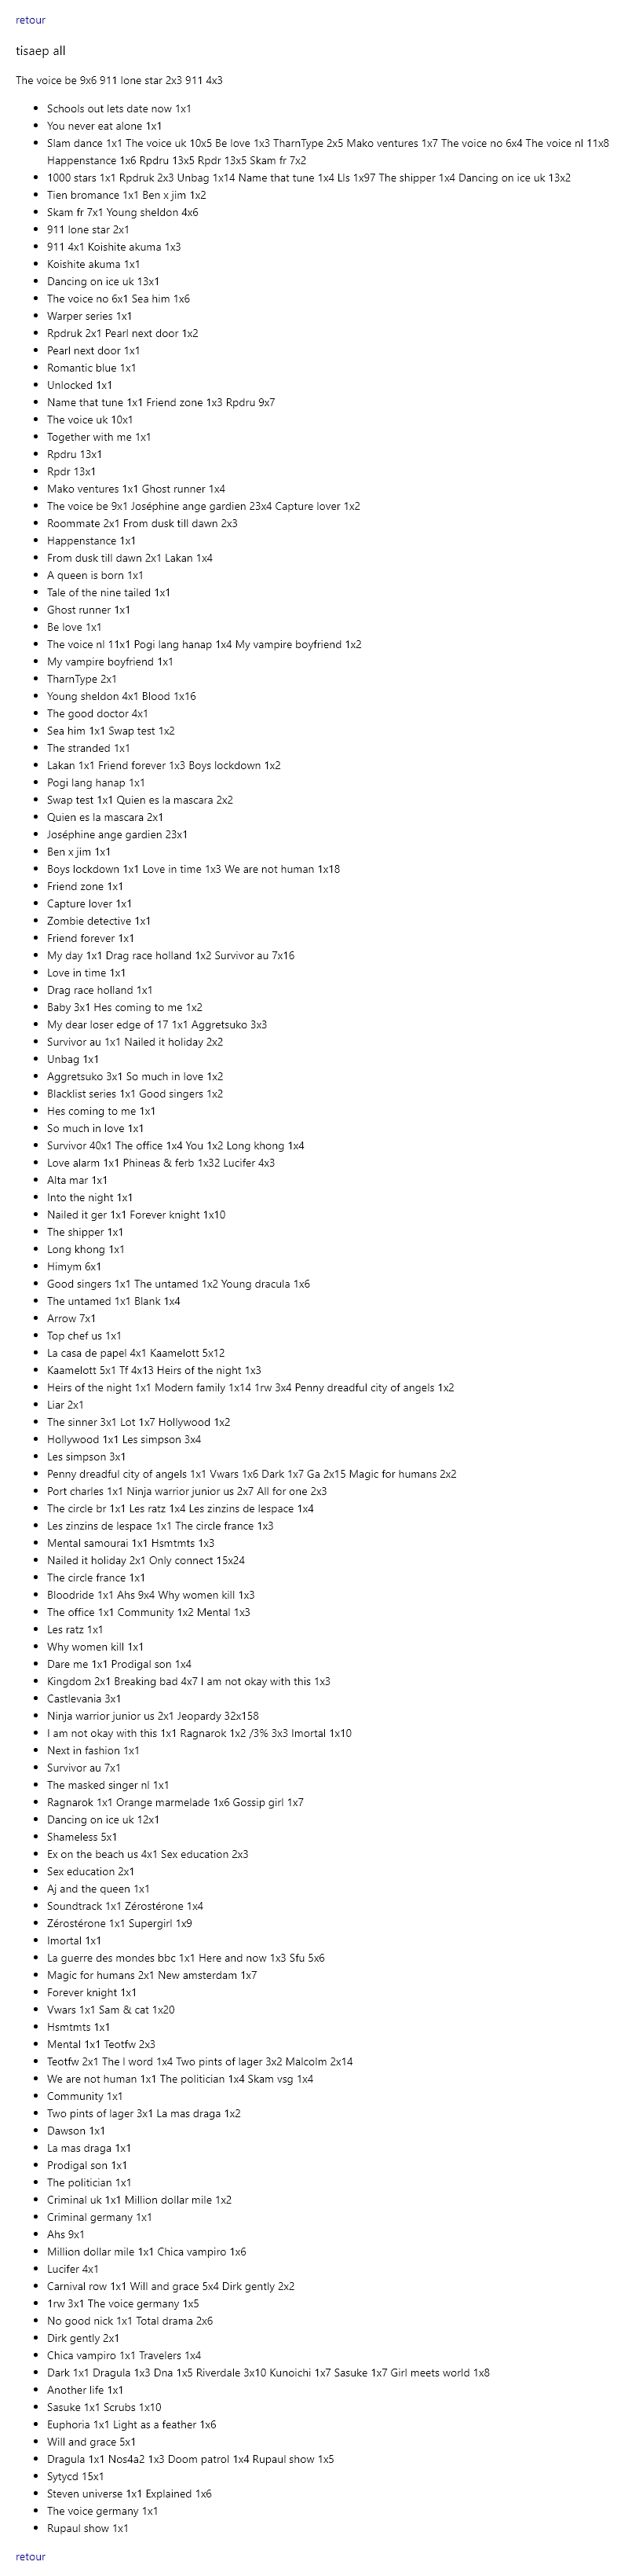 retour
tisaep all
The voice be 9x6 911 lone star 2x3 911 4x3
Schools out lets date now 1x1
You never eat alone 1x1
Slam dance 1x1 The voice uk 10x5 Be love 1x3 TharnType 2x5 Mako ventures 1x7 The voice no 6x4 The voice nl 11x8
Happenstance 1x6 Rpdru 13x5 Rpdr 13x5 Skam fr 7x2
1000 stars 1x1 Rpdruk 2x3 Unbag 1x14 Name that tune 1x4 Lls 1x97 The shipper 1x4 Dancing on ice uk 13x2
Tien bromance 1x1 Ben x jim 1x2
Skam fr 7x1 Young sheldon 4x6
911 lone star 2x1
911 4x1 Koishite akuma 1x3
Koishite akuma 1x1
Dancing on ice uk 13x1
The voice no 6x1 Sea him 1x6
Warper series 1x1
Rpdruk 2x1 Pearl next door 1x2
Pearl next door 1x1
Romantic blue 1x1
Unlocked 1x1
Name that tune 1x1 Friend zone 1x3 Rpdru 9x7
The voice uk 10x1
Together with me 1x1
Rpdru 13x1
Rpdr 13x1
Mako ventures 1x1 Ghost runner 1x4
The voice be 9x1 Joséphine ange gardien 23x4 Capture lover 1x2
Roommate 2x1 From dusk till dawn 2x3
Happenstance 1x1
From dusk till dawn 2x1 Lakan 1x4
A queen is born 1x1
Tale of the nine tailed 1x1
Ghost runner 1x1
Be love 1x1
The voice nl 11x1 Pogi lang hanap 1x4 My vampire boyfriend 1x2
My vampire boyfriend 1x1
TharnType 2x1
Young sheldon 4x1 Blood 1x16
The good doctor 4x1
Sea him 1x1 Swap test 1x2
The stranded 1x1
Lakan 1x1 Friend forever 1x3 Boys lockdown 1x2
Pogi lang hanap 1x1
Swap test 1x1 Quien es la mascara 2x2
Quien es la mascara 2x1
Joséphine ange gardien 23x1
Ben x jim 1x1
Boys lockdown 1x1 Love in time 1x3 We are not human 1x18
Friend zone 1x1
Capture lover 1x1
Zombie detective 1x1
Friend forever 1x1
My day 1x1 Drag race holland 1x2 Survivor au 7x16
Love in time 1x1
Drag race holland 1x1
Baby 3x1 Hes coming to me 1x2
My dear loser edge of 17 1x1 Aggretsuko 3x3
Survivor au 1x1 Nailed it holiday 2x2
Unbag 1x1
Aggretsuko 3x1 So much in love 1x2
Blacklist series 1x1 Good singers 1x2
Hes coming to me 1x1
So much in love 1x1
Survivor 40x1 The office 1x4 You 1x2 Long khong 1x4
Love alarm 1x1 Phineas & ferb 1x32 Lucifer 4x3
Alta mar 1x1
Into the night 1x1
Nailed it ger 1x1 Forever knight 1x10
The shipper 1x1
Long khong 1x1
Himym 6x1
Good singers 1x1 The untamed 1x2 Young dracula 1x6
The untamed 1x1 Blank 1x4
Arrow 7x1
Top chef us 1x1
La casa de papel 4x1 Kaamelott 5x12
Kaamelott 5x1 Tf 4x13 Heirs of the night 1x3
Heirs of the night 1x1 Modern family 1x14 1rw 3x4 Penny dreadful city of angels 1x2
Liar 2x1
The sinner 3x1 Lot 1x7 Hollywood 1x2
Hollywood 1x1 Les simpson 3x4
Les simpson 3x1
Penny dreadful city of angels 1x1 Vwars 1x6 Dark 1x7 Ga 2x15 Magic for humans 2x2
Port charles 1x1 Ninja warrior junior us 2x7 All for one 2x3
The circle br 1x1 Les ratz 1x4 Les zinzins de lespace 1x4
Les zinzins de lespace 1x1 The circle france 1x3
Mental samourai 1x1 Hsmtmts 1x3
Nailed it holiday 2x1 Only connect 15x24
The circle france 1x1
Bloodride 1x1 Ahs 9x4 Why women kill 1x3
The office 1x1 Community 1x2 Mental 1x3
Les ratz 1x1
Why women kill 1x1
Dare me 1x1 Prodigal son 1x4
Kingdom 2x1 Breaking bad 4x7 I am not okay with this 1x3
Castlevania 3x1
Ninja warrior junior us 2x1 Jeopardy 32x158
I am not okay with this 1x1 Ragnarok 1x2 /3% 3x3 Imortal 1x10
Next in fashion 1x1
Survivor au 7x1
The masked singer nl 1x1
Ragnarok 1x1 Orange marmelade 1x6 Gossip girl 1x7
Dancing on ice uk 12x1
Shameless 5x1
Ex on the beach us 4x1 Sex education 2x3
Sex education 2x1
Aj and the queen 1x1
Soundtrack 1x1 Zérostérone 1x4
Zérostérone 1x1 Supergirl 1x9
Imortal 1x1
La guerre des mondes bbc 1x1 Here and now 1x3 Sfu 5x6
Magic for humans 2x1 New amsterdam 1x7
Forever knight 1x1
Vwars 1x1 Sam & cat 1x20
Hsmtmts 1x1
Mental 1x1 Teotfw 2x3
Teotfw 2x1 The l word 1x4 Two pints of lager 3x2 Malcolm 2x14
We are not human 1x1 The politician 1x4 Skam vsg 1x4
Community 1x1
Two pints of lager 3x1 La mas draga 1x2
Dawson 1x1
La mas draga 1x1
Prodigal son 1x1
The politician 1x1
Criminal uk 1x1 Million dollar mile 1x2
Criminal germany 1x1
Ahs 9x1
Million dollar mile 1x1 Chica vampiro 1x6
Lucifer 4x1
Carnival row 1x1 Will and grace 5x4 Dirk gently 2x2
1rw 3x1 The voice germany 1x5
No good nick 1x1 Total drama 2x6
Dirk gently 2x1
Chica vampiro 1x1 Travelers 1x4
Dark 1x1 Dragula 1x3 Dna 1x5 Riverdale 3x10 Kunoichi 1x7 Sasuke 1x7 Girl meets world 1x8
Another life 1x1
Sasuke 1x1 Scrubs 1x10
Euphoria 1x1 Light as a feather 1x6
Will and grace 5x1
Dragula 1x1 Nos4a2 1x3 Doom patrol 1x4 Rupaul show 1x5
Sytycd 15x1
Steven universe 1x1 Explained 1x6
The voice germany 1x1
Rupaul show 1x1
retour